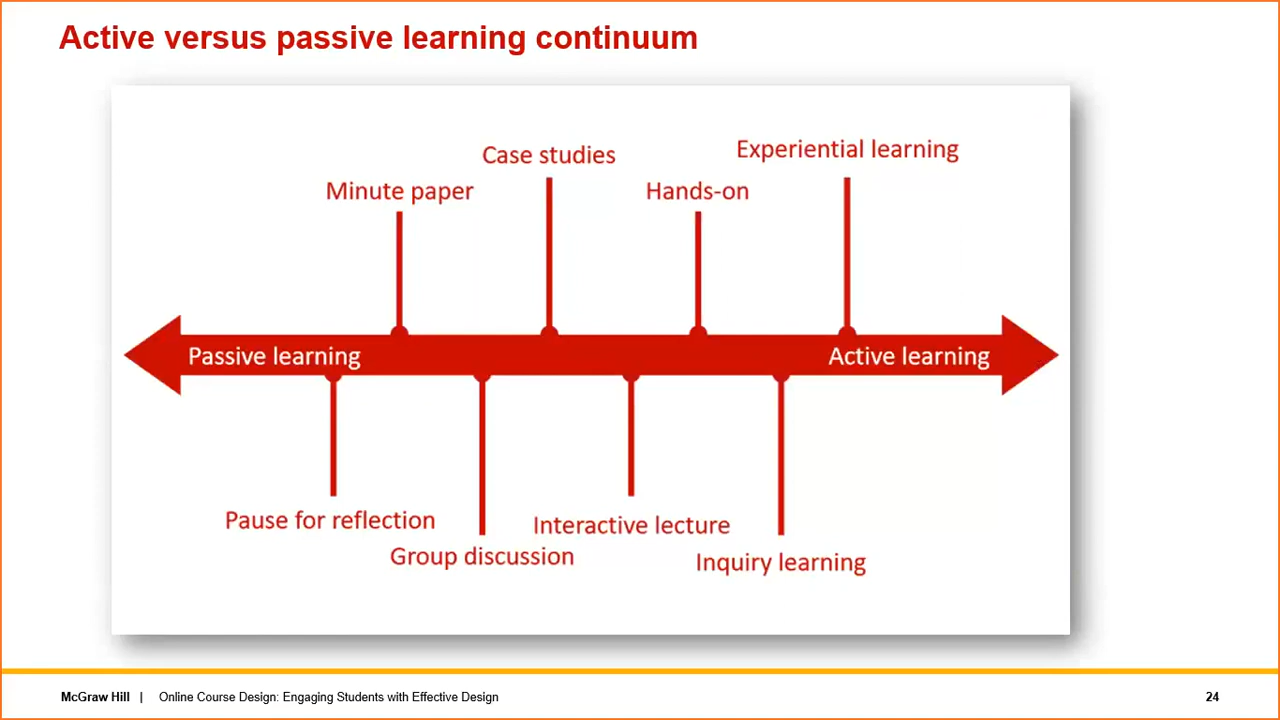 Active versus passive learning continuum
Experiential learning
Case studies
Minute paper
Hands-on
Passive learning
Active learning
Pause for reflection
Interactive lecture
Group discussion
Inquiry learning
McGraw Hill | Online Course Design: Engaging Students with Effective Design
24